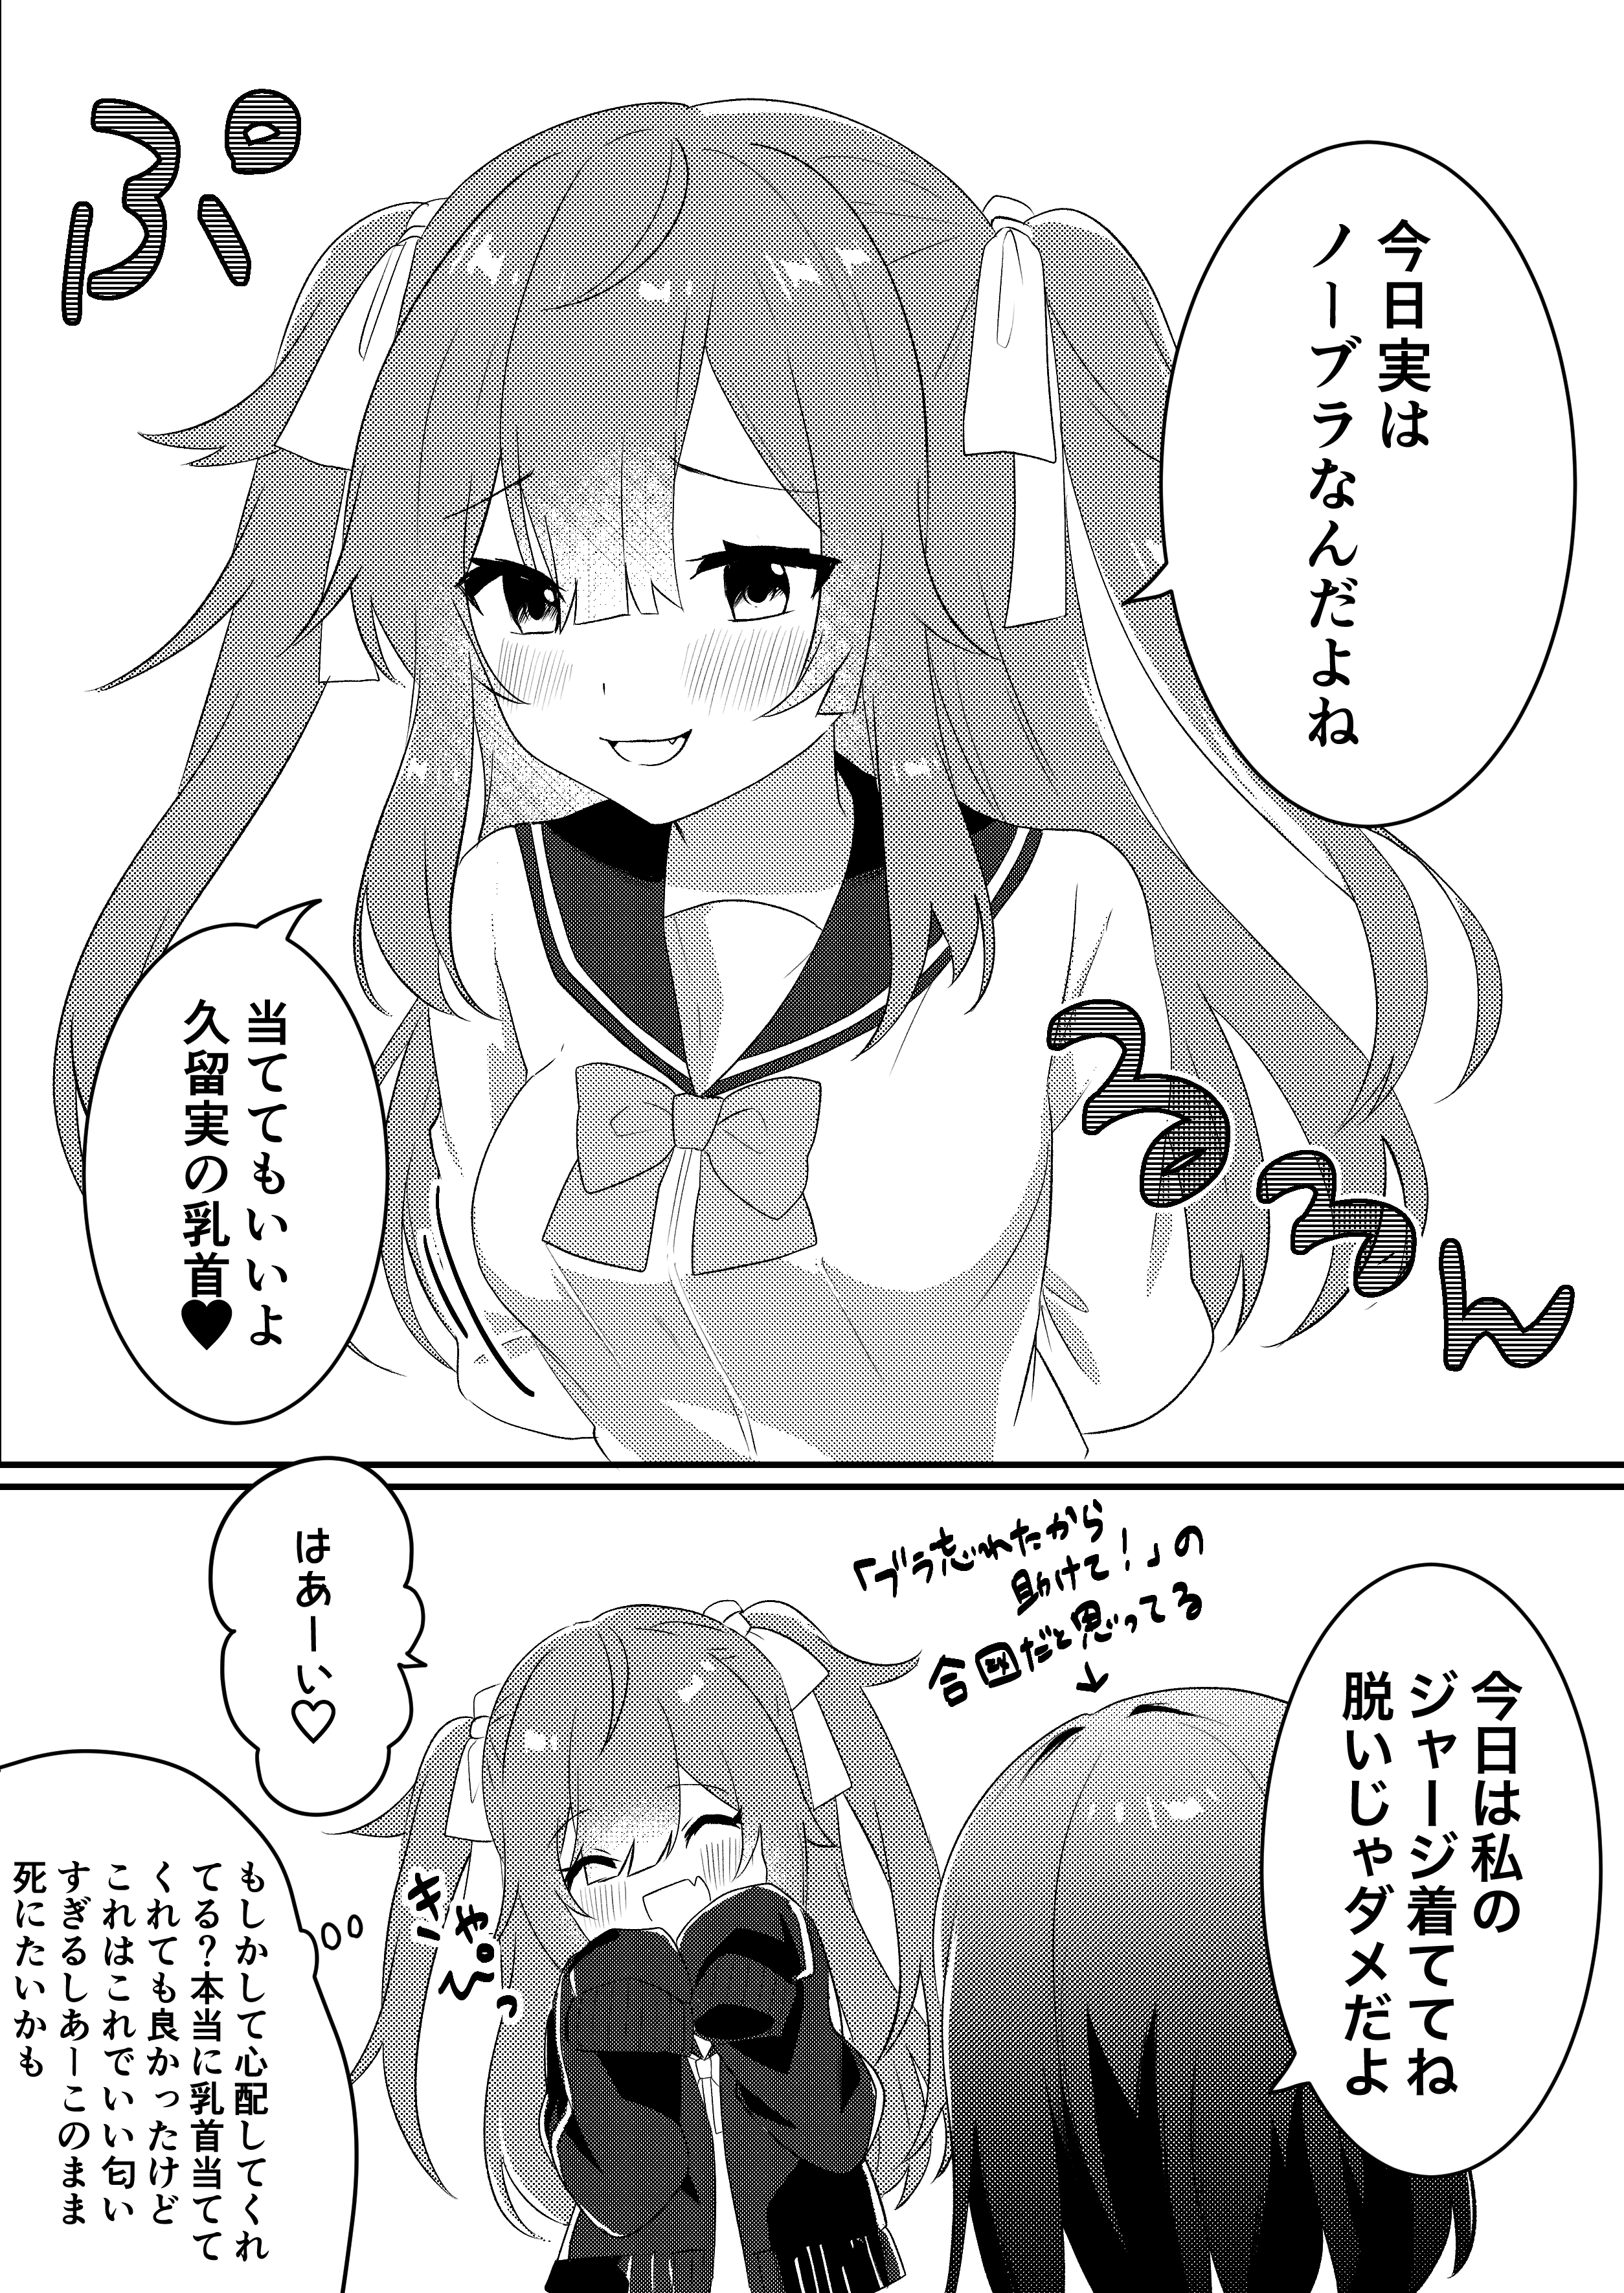 今日実は
ノーブラなんだよね
ぷ
るるん
当ててもいいよ
久留実の乳首♥
今日は私の
ジャージ着ててね
脱いじゃダメだよ
「ブラ忘れたから
助けて！」の
合図だと思ってる
↓
はあーい♡
きゃ〜っ
もしかして心配してくれ
てる？本当に乳首当てて
くれても良かったけど
これはこれでいい匂い
すぎるしあーこのまま
死にたいかも